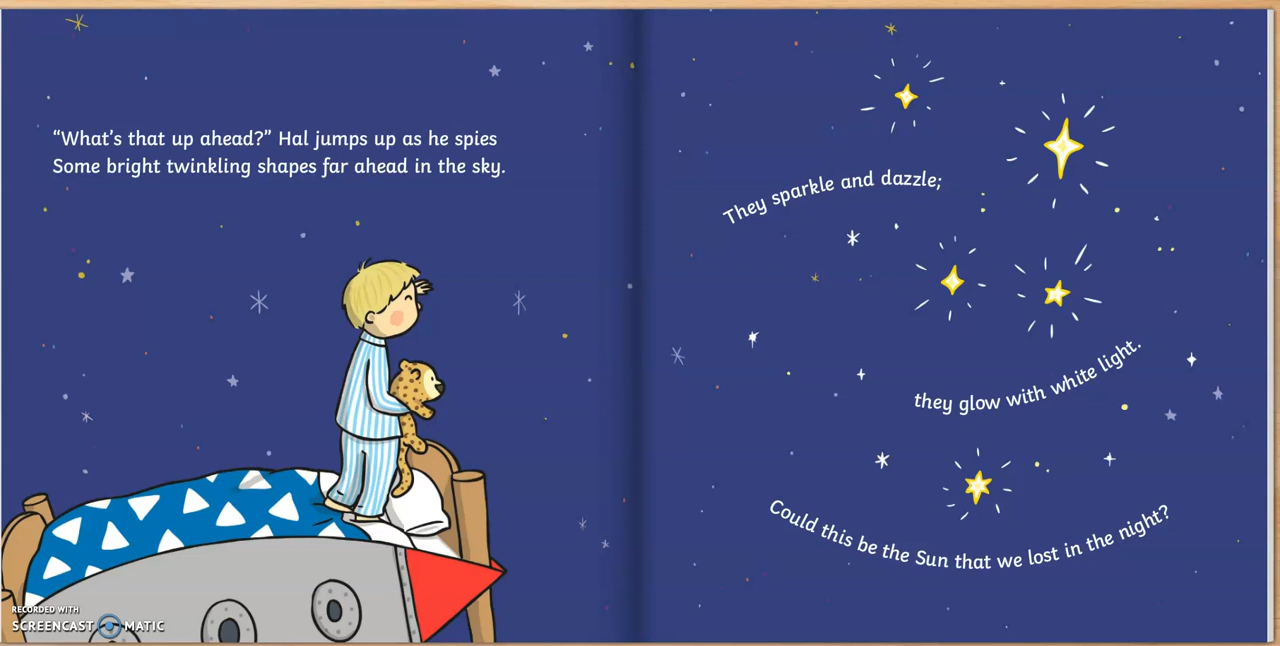 “What’s that up ahead?” Hal jumps up as he spies
Some bright twinkling shapes far ahead in the sky.
They sparkle and dazzle;
they glow with white light.
Could this be the Sun that we lost in the night?
RECORDED WITH
SCREENCAST MATIC